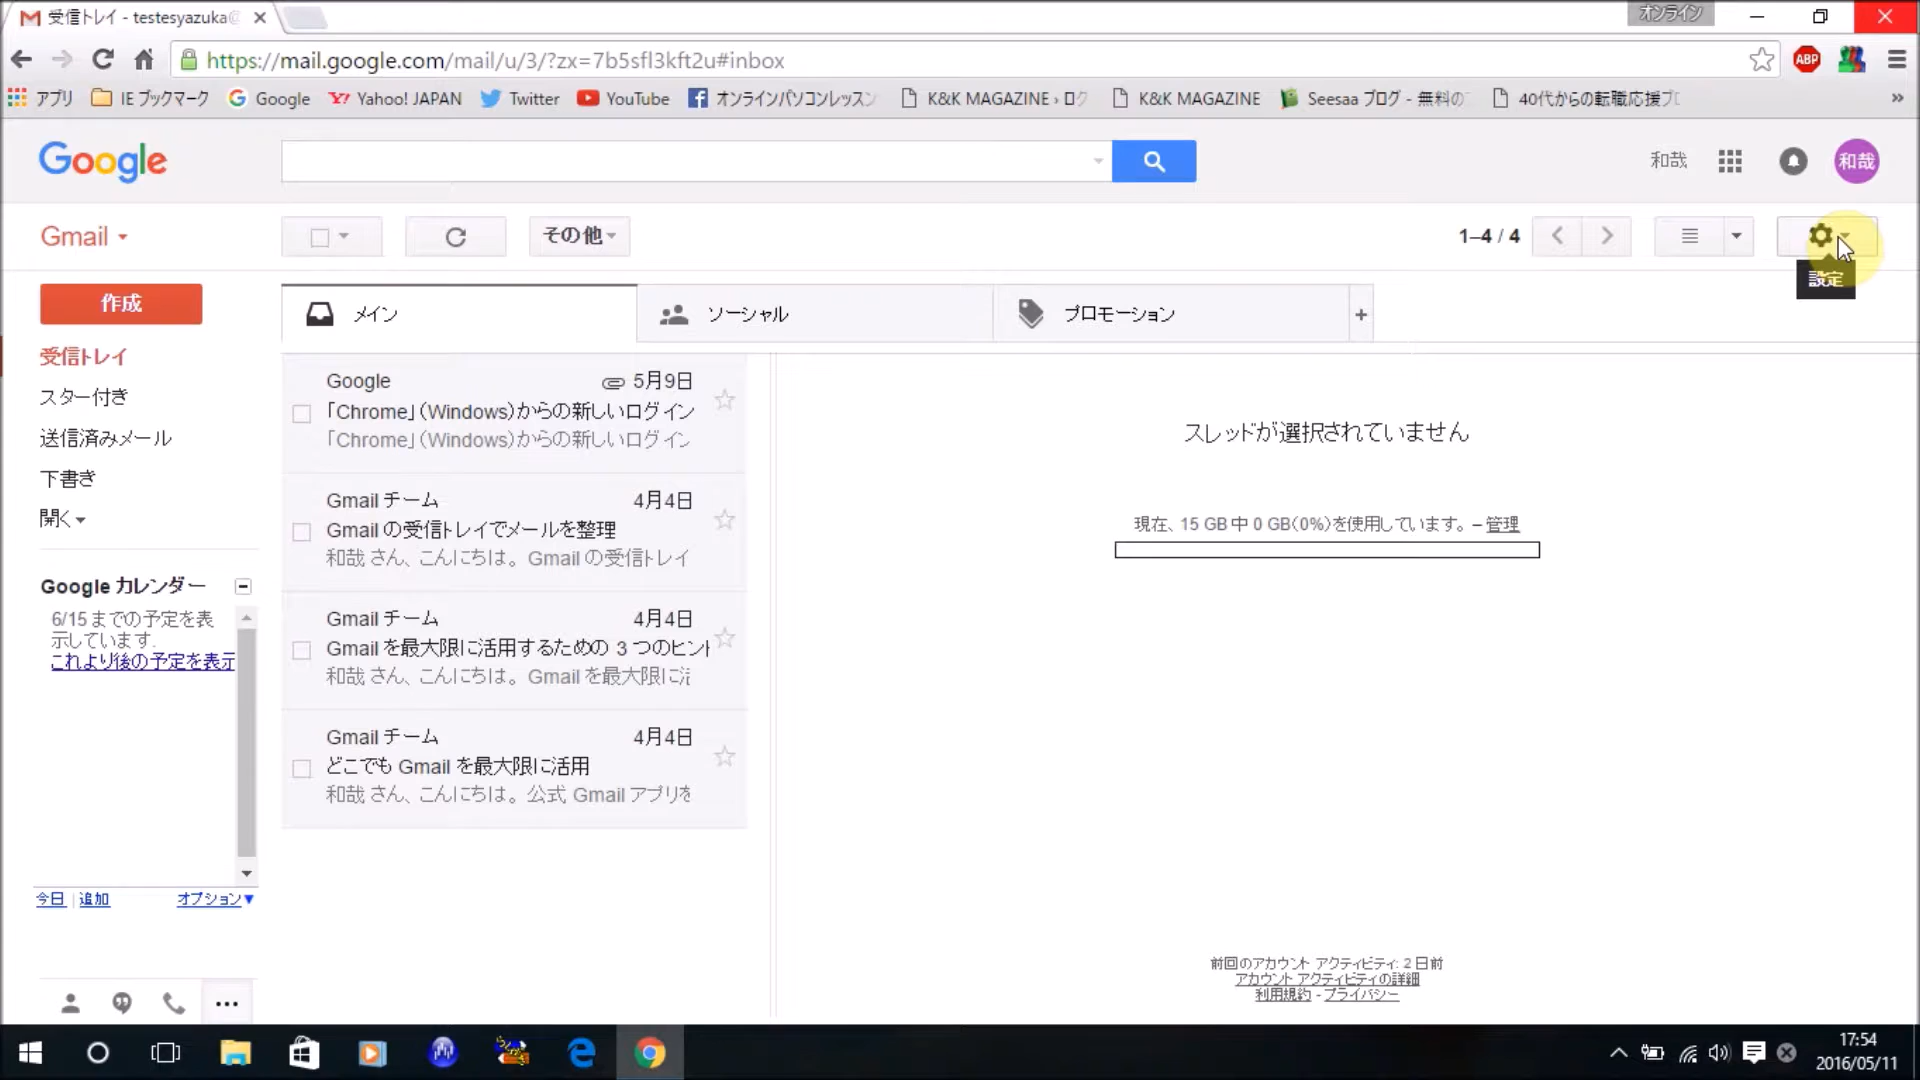 受信トレイ - testesyazuka@
オンライン
https://mail.google.com/mail/u/3/?zx=7b5sfl3kft2u#inbox
ABP
アプリ IE ブックマーク Google Yahoo! JAPAN Twitter YouTube オンラインパソコンレッスン K&K MAGAZINE › ログ K&K MAGAZINE Seesaa ブログ - 無料の 40代からの転職応援ブ »
Google
和哉
和哉
Gmail
その他
1–4 / 4
設定
作成
メイン
ソーシャル
プロモーション
+
受信トレイ
スター付き
送信済みメール
下書き
開く
Google 5月9日
「Chrome」(Windows)からの新しいログイン
「Chrome」(Windows)からの新しいログイン
Gmail チーム 4月4日
Gmail の受信トレイでメールを整理
和哉 さん、こんにちは。 Gmail の受信トレイ
Gmail チーム 4月4日
Gmail を最大限に活用するための 3 つのヒント
和哉 さん、こんにちは。 Gmail を最大限に活
Gmail チーム 4月4日
どこでも Gmail を最大限に活用
和哉 さん、こんにちは。 公式 Gmail アプリを
スレッドが選択されていません
現在、15 GB 中 0 GB(0%)を使用しています。 – 管理
Google カレンダー
6/15 までの予定を表
示しています.
これより後の予定を表示
今日 | 追加 オプション▼
前回のアカウント アクティビティ: 2 日前
アカウント アクティビティの詳細
利用規約 - プライバシー
17:54
2016/05/11